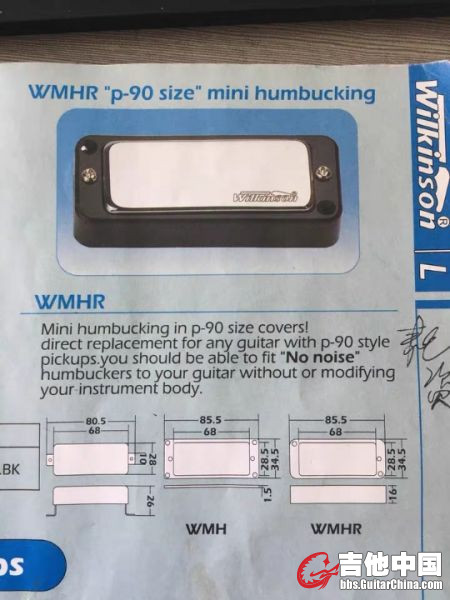 WMHR "p-90 size" mini humbucking
Wilkinson
Wilkinson®
L
WMHR
Mini humbucking in p-90 size covers!
direct replacement for any guitar with p-90 style
pickups.you should be able to fit "No noise"
humbuckers to your guitar without or modifying
your instrument body.
80.5
68
10
28
26
85.5
68
28.5
34.5
1.5
WMH
85.5
68
28.5
34.5
16
WMHR
.BK
os
吉他中国
bbs.GuitarChina.com